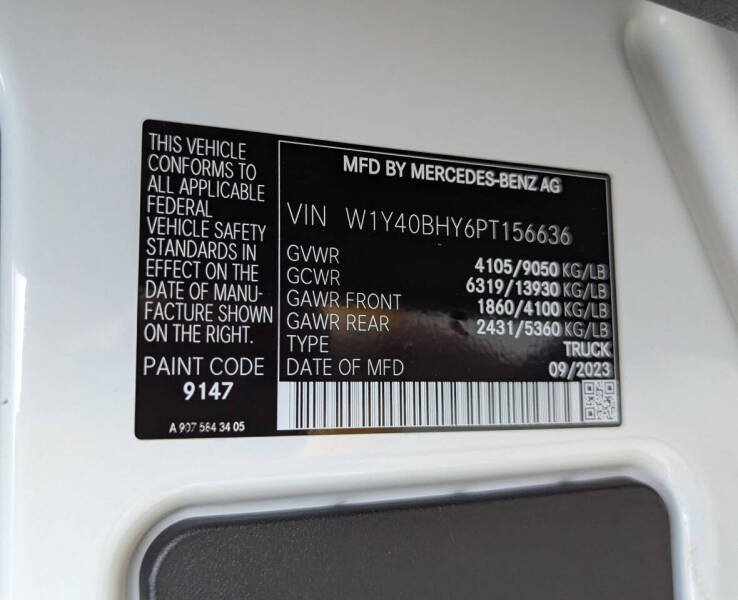 THIS VEHICLE
CONFORMS TO
ALL APPLICABLE
FEDERAL
VEHICLE SAFETY
STANDARDS IN
EFFECT ON THE
DATE OF MANU-
FACTURE SHOWN
ON THE RIGHT.
PAINT CODE
9147
A 907 584 34 05
MFD BY MERCEDES-BENZ AG
VIN W1Y40BHY6PT156636
GVWR 4105/9050 KG/LB
GCWR 6319/13930 KG/LB
GAWR FRONT 1860/4100 KG/LB
GAWR REAR 2431/5360 KG/LB
TYPE TRUCK
DATE OF MFD 09/2023